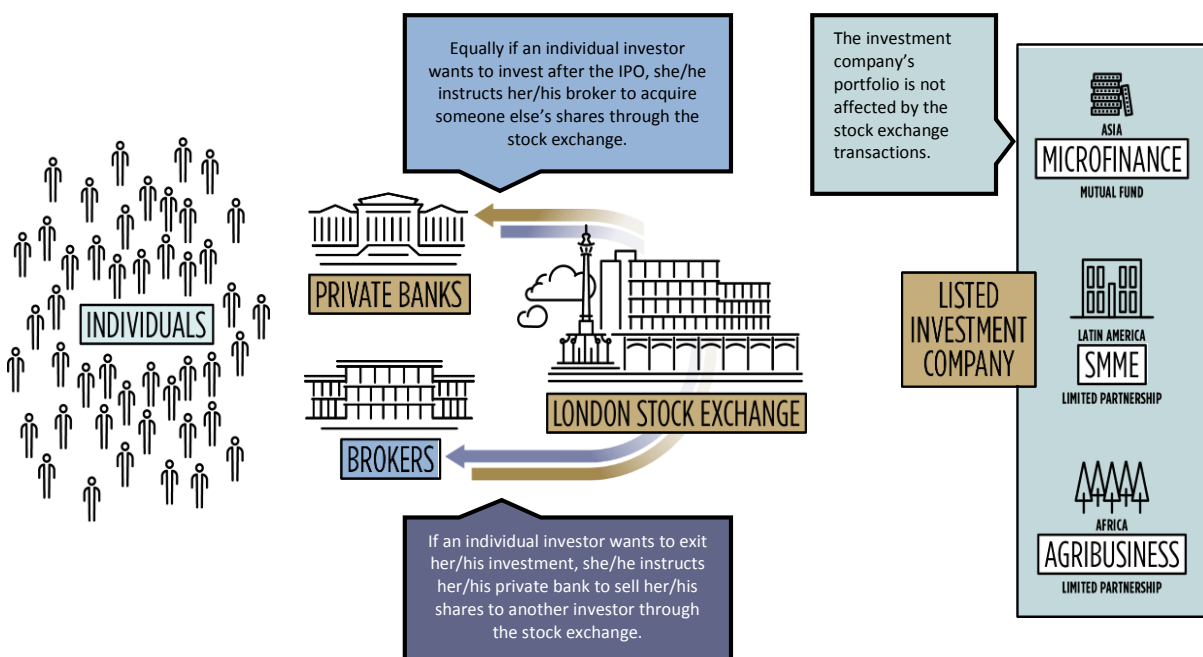 Equally if an individual investor
wants to invest after the IPO, she/he
instructs her/his broker to acquire
someone else’s shares through the
stock exchange.
The investment
company’s
portfolio is not
affected by the
stock exchange
transactions.
INDIVIDUALS
PRIVATE BANKS
BROKERS
LONDON STOCK EXCHANGE
LISTED
INVESTMENT
COMPANY
ASIA
MICROFINANCE
MUTUAL FUND
LATIN AMERICA
SMME
LIMITED PARTNERSHIP
AFRICA
AGRIBUSINESS
LIMITED PARTNERSHIP
If an individual investor wants to exit
her/his investment, she/he instructs
her/his private bank to sell her/his
shares to another investor through
the stock exchange.